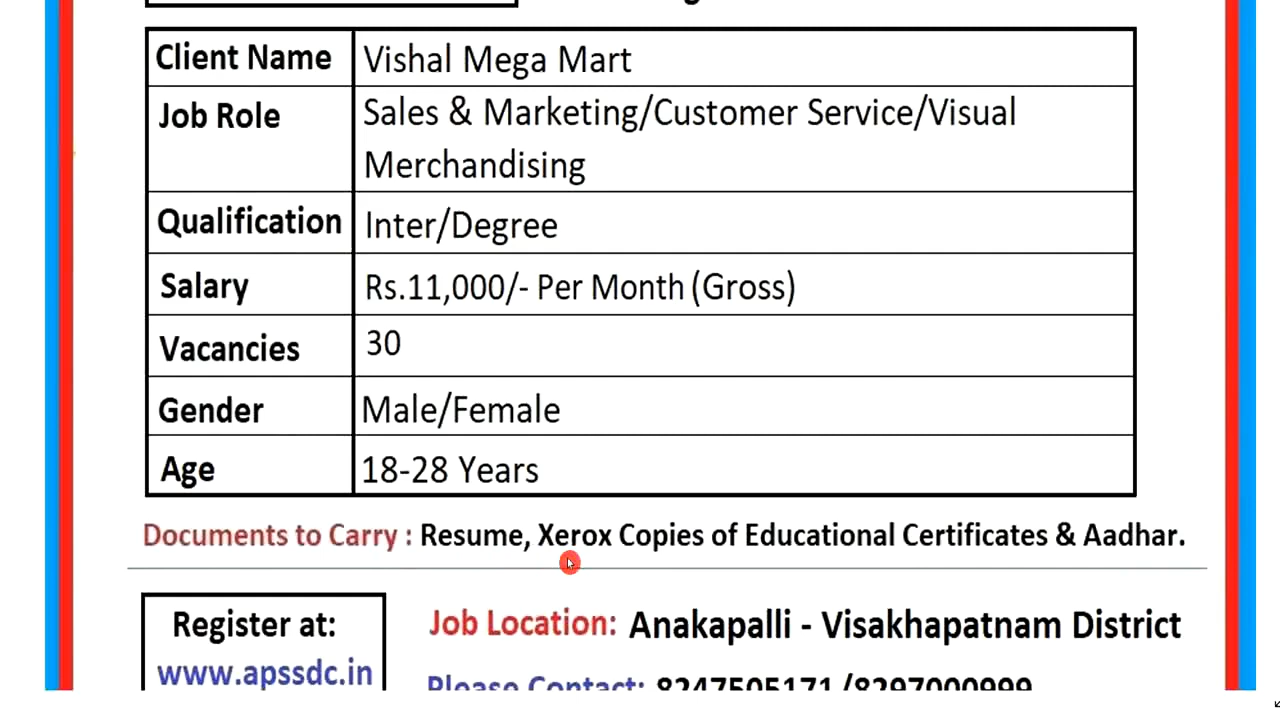 Client Name Vishal Mega Mart
Job Role Sales & Marketing/Customer Service/Visual
Merchandising
Qualification Inter/Degree
Salary Rs.11,000/- Per Month (Gross)
Vacancies 30
Gender Male/Female
Age 18-28 Years
Documents to Carry : Resume, Xerox Copies of Educational Certificates & Aadhar.
Register at:
www.apssdc.in
Job Location: Anakapalli - Visakhapatnam District
Please Contact: